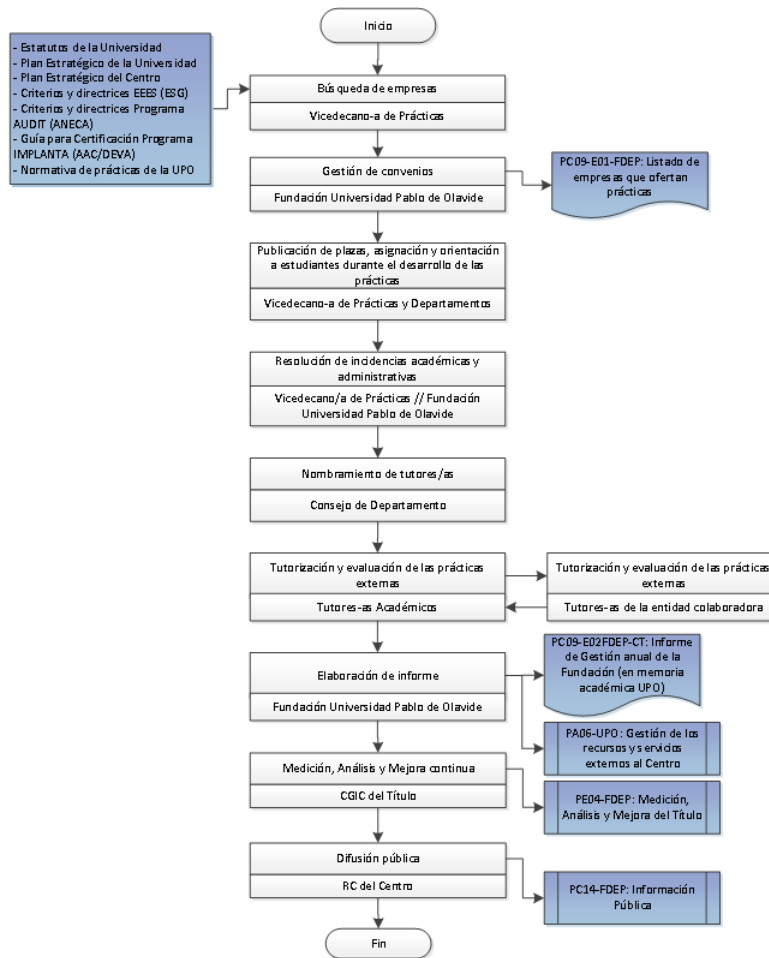 Inicio
- Estatutos de la Universidad
- Plan Estratégico de la Universidad
- Plan Estratégico del Centro
- Criterios y directrices EEES (ESG)
- Criterios y directrices Programa
AUDIT (ANECA)
- Guía para Certificación Programa
IMPLANTA (AAC/DEVA)
- Normativa de prácticas de la UPO
Búsqueda de empresas
Vicedecano-a de Prácticas
Gestión de convenios
Fundación Universidad Pablo de Olavide
PC09-E01-FDEP: Listado de
empresas que ofertan
prácticas
Publicación de plazas, asignación y orientación
a estudiantes durante el desarrollo de las
prácticas
Vicedecano-a de Prácticas y Departamentos
Resolución de incidencias académicas y
administrativas
Vicedecano/a de Prácticas // Fundación
Universidad Pablo de Olavide
Nombramiento de tutores/as
Consejo de Departamento
Tutorización y evaluación de las prácticas
externas
Tutores-as Académicos
Tutorización y evaluación de las prácticas
externas
Tutores-as de la entidad colaboradora
Elaboración de informe
Fundación Universidad Pablo de Olavide
PC09-E02FDEP-CT: Informe
de Gestión anual de la
Fundación (en memoria
académica UPO)
PA06-UPO: Gestión de los
recursos y servicios
externos al Centro
Medición, Análisis y Mejora continua
CGIC del Título
PE04-FDEP: Medición,
Análisis y Mejora del Título
Difusión pública
RC del Centro
PC14-FDEP: Información
Pública
Fin